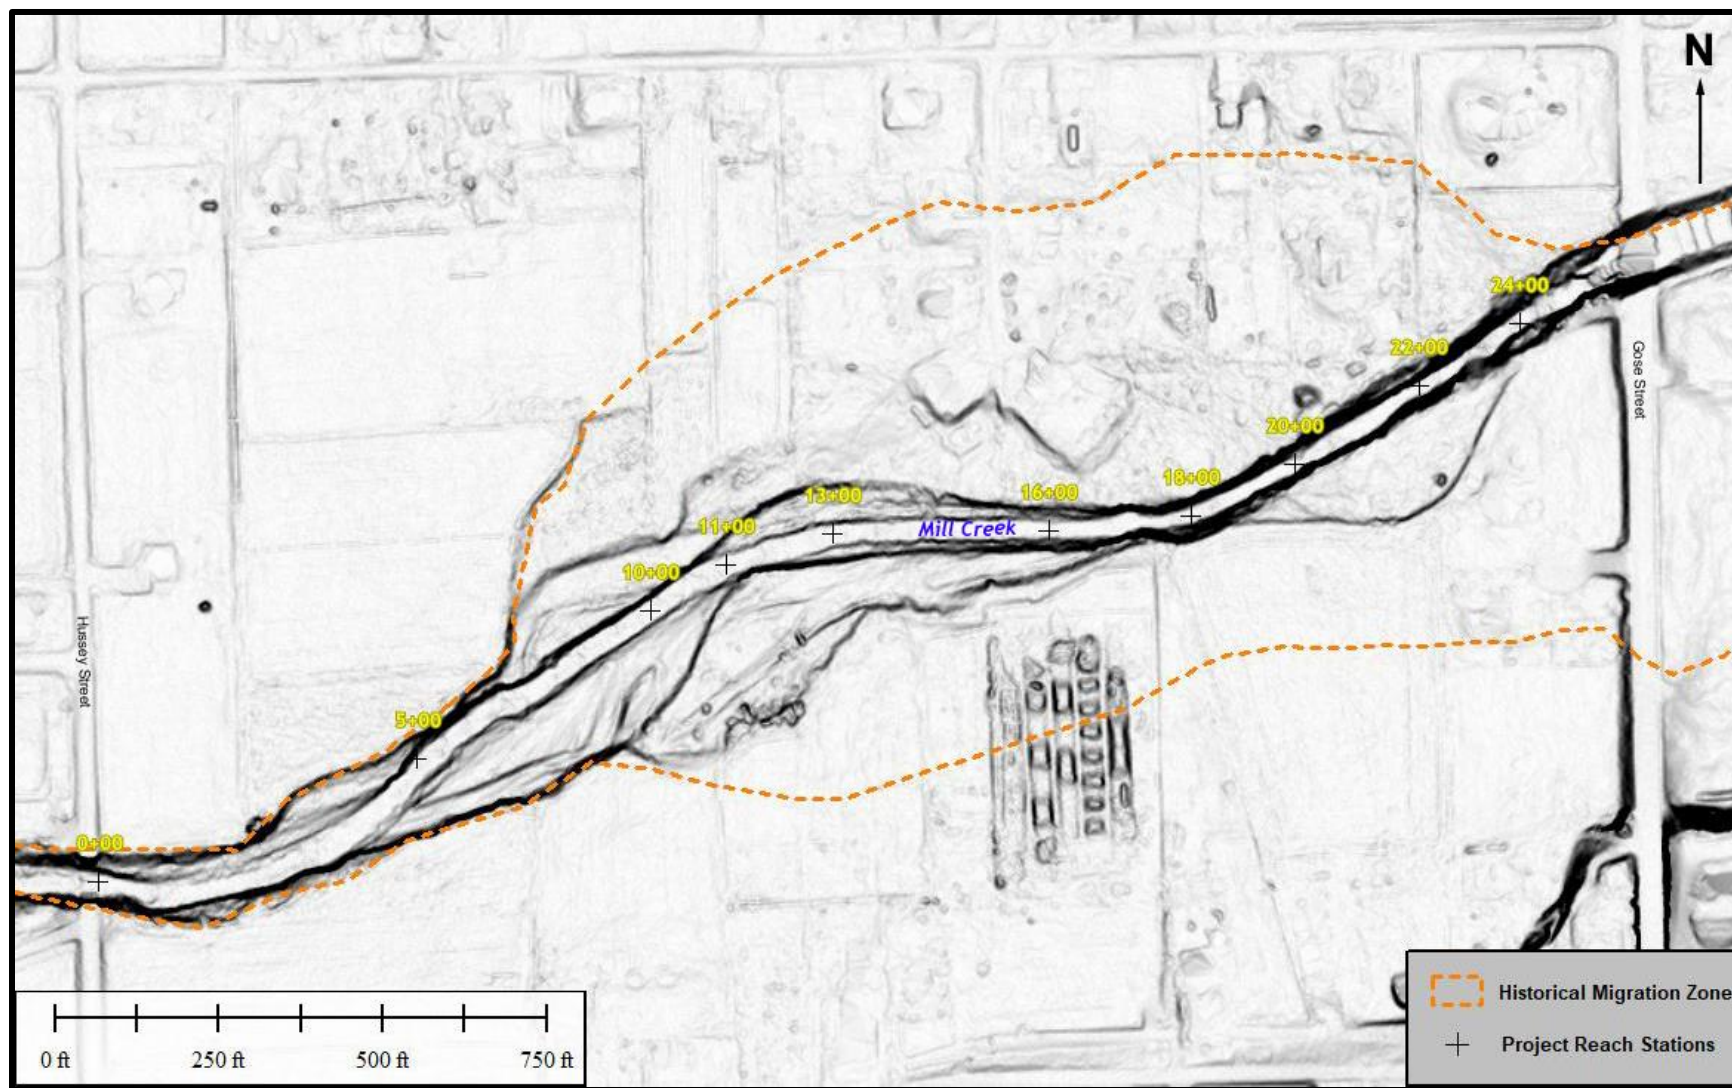 N
24+00
22+00
Gose Street
20+00
18+00
16+00
13+00
Mill Creek
11+00
10+00
Hussey Street
5+00
0+00
0 ft 250 ft 500 ft 750 ft
Historical Migration Zone
Project Reach Stations